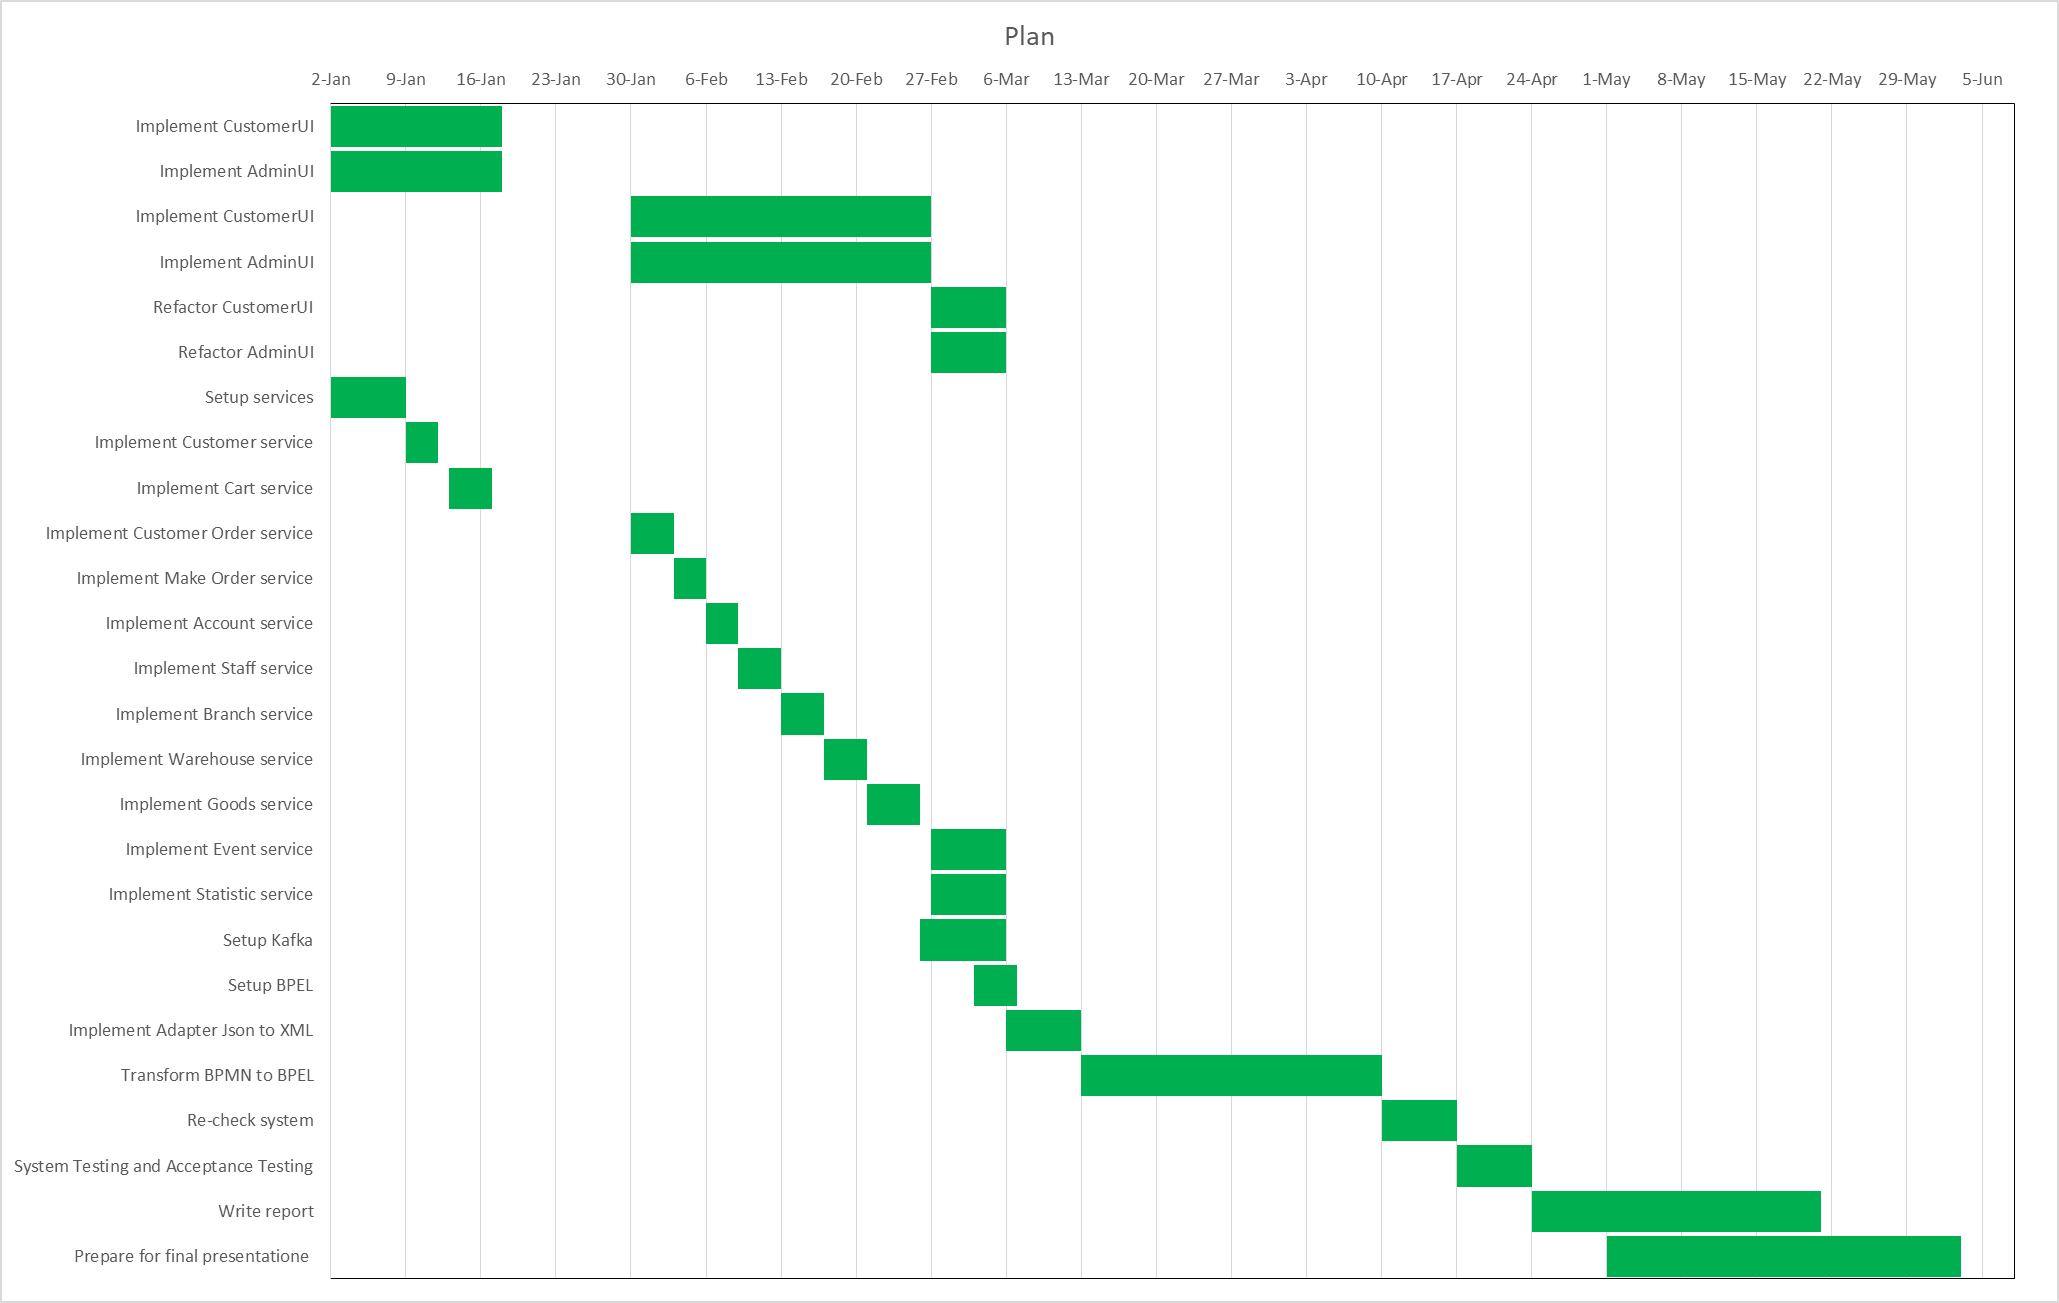 Plan
2-Jan 9-Jan 16-Jan 23-Jan 30-Jan 6-Feb 13-Feb 20-Feb 27-Feb 6-Mar 13-Mar 20-Mar 27-Mar 3-Apr 10-Apr 17-Apr 24-Apr 1-May 8-May 15-May 22-May 29-May 5-Jun
Implement CustomerUI
Implement AdminUI
Implement CustomerUI
Implement AdminUI
Refactor CustomerUI
Refactor AdminUI
Setup services
Implement Customer service
Implement Cart service
Implement Customer Order service
Implement Make Order service
Implement Account service
Implement Staff service
Implement Branch service
Implement Warehouse service
Implement Goods service
Implement Event service
Implement Statistic service
Setup Kafka
Setup BPEL
Implement Adapter Json to XML
Transform BPMN to BPEL
Re-check system
System Testing and Acceptance Testing
Write report
Prepare for final presentatione